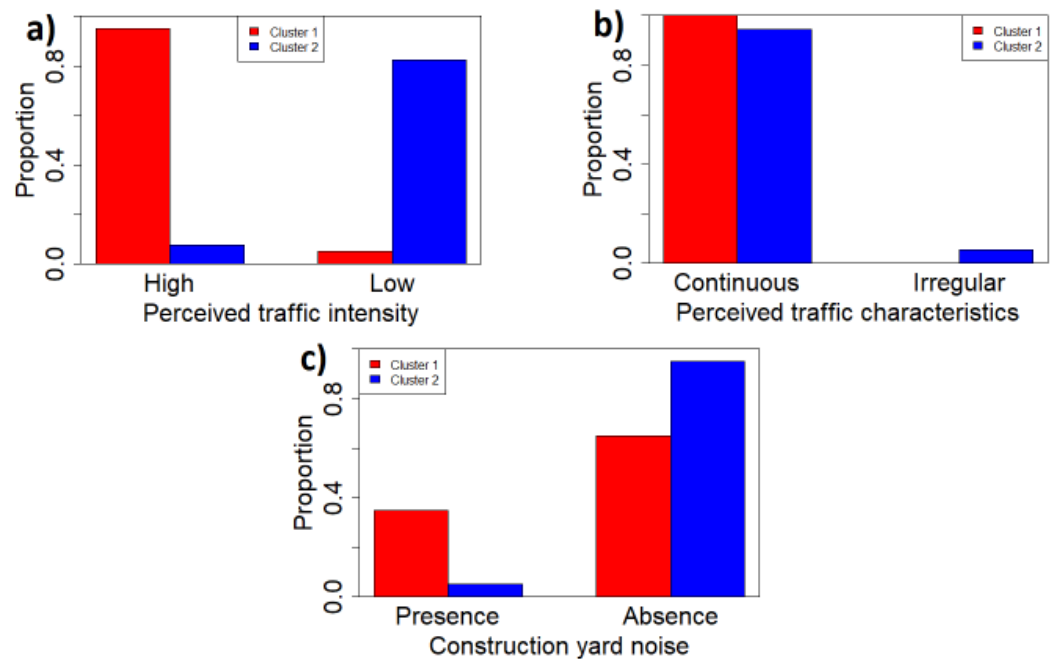 a)
Cluster 1
Cluster 2
Proportion
0.0
0.4
0.8
High Low
Perceived traffic intensity
b)
Cluster 1
Cluster 2
Proportion
0.0
0.4
0.8
Continuous Irregular
Perceived traffic characteristics
c)
Cluster 1
Cluster 2
Proportion
0.0
0.4
0.8
Presence Absence
Construction yard noise